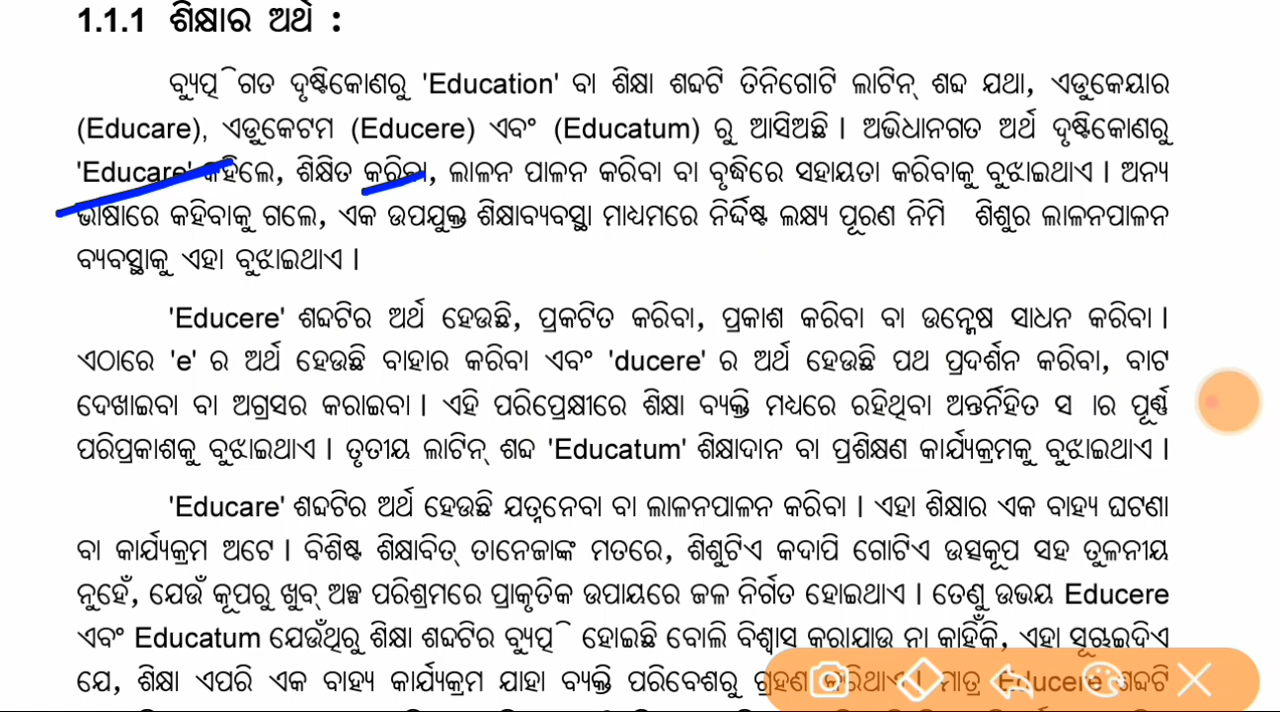 1.1.1 ଶିକ୍ଷାର ଅର୍ଥ :
ବ୍ୟୁତ୍ପ ିଗତ ଦୃଷ୍ଟିକୋଣରୁ 'Education' ବା ଶିକ୍ଷା ଶବ୍ଦଟି ତିନିଗୋଟି ଲାଟିନ୍ ଶବ୍ଦ ଯଥା, ଏଡୁକେୟାର
(Educare), ଏଡୁକେଟମ (Educere) ଏବଂ (Educatum) ରୁ ଆସିଅଛି । ଅଭିଧାନଗତ ଅର୍ଥ ଦୃଷ୍ଟିକୋଣରୁ
'Educare' କହିଲେ, ଶିକ୍ଷିତ କରିବା, ଲାଳନ ପାଳନ କରିବା ବା ବୃଦ୍ଧିରେ ସହାୟତା କରିବାକୁ ବୁଝାଇଥାଏ । ଅନ୍ୟ
ଭାଷାରେ କହିବାକୁ ଗଲେ, ଏକ ଉପଯୁକ୍ତ ଶିକ୍ଷାବ୍ୟବସ୍ଥା ମାଧ୍ୟମରେ ନିର୍ଦ୍ଦିଷ୍ଟ ଲକ୍ଷ୍ୟ ପୂରଣ ନିମି ଶିଶୁର ଲାଳନପାଳନ
ବ୍ୟବସ୍ଥାକୁ ଏହା ବୁଝାଇଥାଏ ।
'Educere' ଶବ୍ଦଟିର ଅର୍ଥ ହେଉଛି, ପ୍ରକଟିତ କରିବା, ପ୍ରକାଶ କରିବା ବା ଉନ୍ମେଷ ସାଧନ କରିବା ।
ଏଠାରେ 'e' ର ଅର୍ଥ ହେଉଛି ବାହାର କରିବା ଏବଂ 'ducere' ର ଅର୍ଥ ହେଉଛି ପଥ ପ୍ରଦର୍ଶନ କରିବା, ବାଟ
ଦେଖାଇବା ବା ଅଗ୍ରସର କରାଇବା । ଏହି ପରିପ୍ରେକ୍ଷୀରେ ଶିକ୍ଷା ବ୍ୟକ୍ତି ମଧ୍ୟରେ ରହିଥିବା ଅନ୍ତର୍ନିହିତ ସ ାର ପୂର୍ଣ୍ଣ
ପରିପ୍ରକାଶକୁ ବୁଝାଇଥାଏ । ତୃତୀୟ ଲାଟିନ୍ ଶବ୍ଦ 'Educatum' ଶିକ୍ଷାଦାନ ବା ପ୍ରଶିକ୍ଷଣ କାର୍ଯ୍ୟକ୍ରମକୁ ବୁଝାଇଥାଏ ।
'Educare' ଶବ୍ଦଟିର ଅର୍ଥ ହେଉଛି ଯତ୍ନନେବା ବା ଲାଳନପାଳନ କରିବା । ଏହା ଶିକ୍ଷାର ଏକ ବାହ୍ୟ ଘଟଣା
ବା କାର୍ଯ୍ୟକ୍ରମ ଅଟେ । ବିଶିଷ୍ଟ ଶିକ୍ଷାବିତ୍ ତାନେଜାଙ୍କ ମତରେ, ଶିଶୁଟିଏ କଦାପି ଗୋଟିଏ ଉତ୍ସକୂପ ସହ ତୁଳନୀୟ
ନୁହେଁ, ଯେଉଁ କୂପରୁ ଖୁବ୍ ଅଳ୍ପ ପରିଶ୍ରମରେ ପ୍ରାକୃତିକ ଉପାୟରେ ଜଳ ନିର୍ଗତ ହୋଇଥାଏ । ତେଣୁ ଉଭୟ Educere
ଏବଂ Educatum ଯେଉଁଥିରୁ ଶିକ୍ଷା ଶବ୍ଦଟିର ବ୍ୟୁତ୍ପ ି ହୋଇଛି ବୋଲି ବିଶ୍ୱାସ କରାଯାଉ ନା କାହିଁକି, ଏହା ସୂଚାଇଦିଏ
ଯେ, ଶିକ୍ଷା ଏପରି ଏକ ବାହ୍ୟ କାର୍ଯ୍ୟକ୍ରମ ଯାହା ବ୍ୟକ୍ତି ପରିବେଶରୁ ଗ୍ରହଣ କରିଥାଏ । ମାତ୍ର Educere ଶବ୍ଦଟି